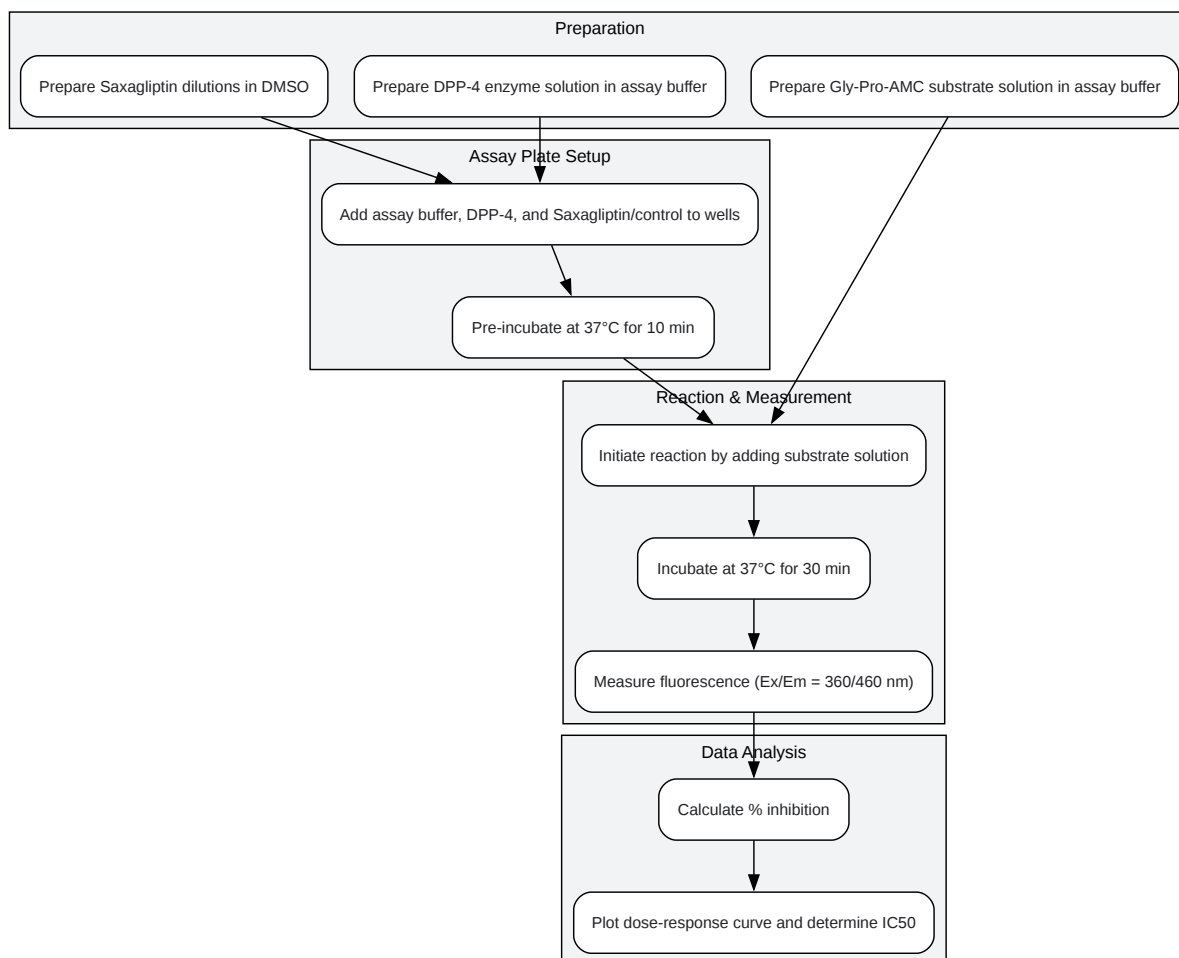 Preparation
Prepare Saxagliptin dilutions in DMSO
Prepare DPP-4 enzyme solution in assay buffer
Prepare Gly-Pro-AMC substrate solution in assay buffer
Assay Plate Setup
Add assay buffer, DPP-4, and Saxagliptin/control to wells
Pre-incubate at 37°C for 10 min
Reaction & Measurement
Initiate reaction by adding substrate solution
Incubate at 37°C for 30 min
Measure fluorescence (Ex/Em = 360/460 nm)
Data Analysis
Calculate % inhibition
Plot dose-response curve and determine IC50